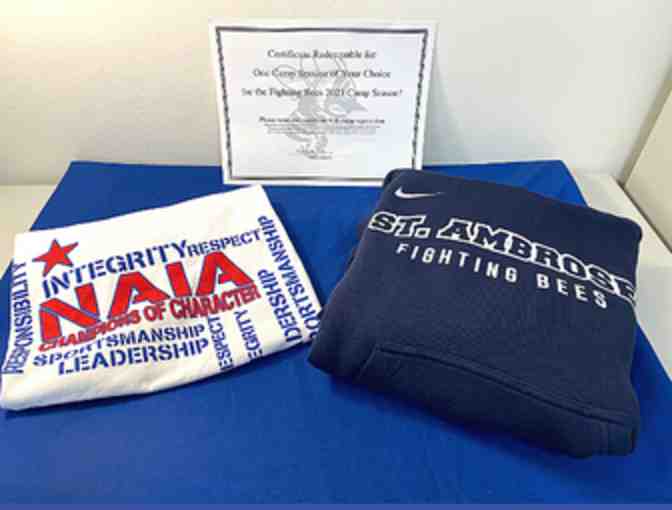 Certificate Redeemable for
One Camp Session of Your Choice
for the Fighting Bees 2021 Camp Season!
INTEGRITY RESPECT
NAIA
CHAMPIONS OF CHARACTER
SPORTSMANSHIP
LEADERSHIP
RESPONSIBILITY
RESPECT
INTEGRITY
LEADERSHIP
SPORTSMANSHIP
ST. AMBROSE
FIGHTING BEES